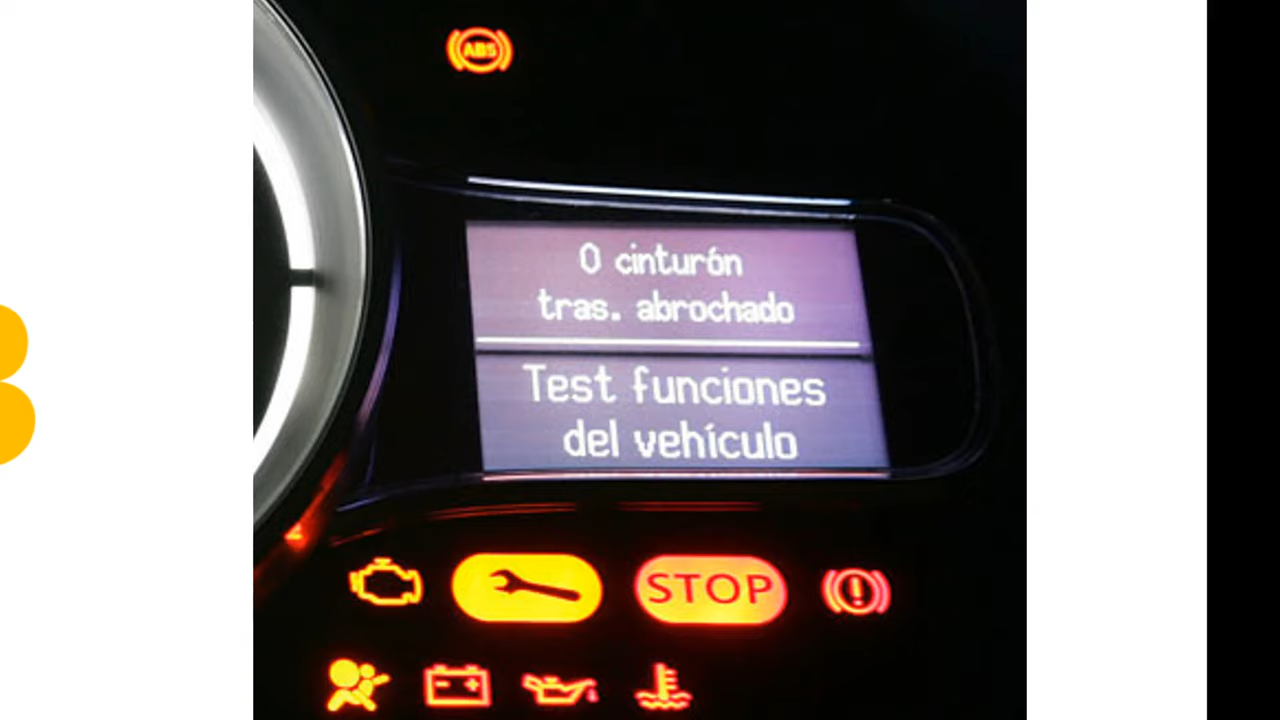 ABS
0 cinturón
tras. abrochado
Test funciones
del vehículo
STOP